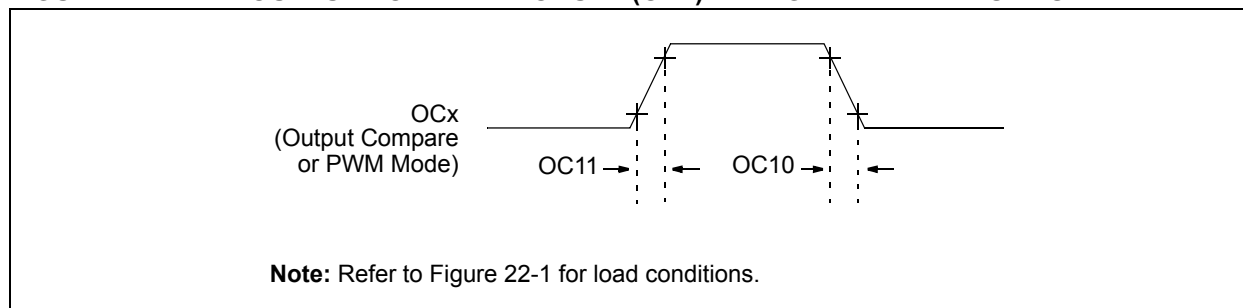 OCx
(Output Compare
or PWM Mode)
OC11
OC10
Note: Refer to Figure 22-1 for load conditions.